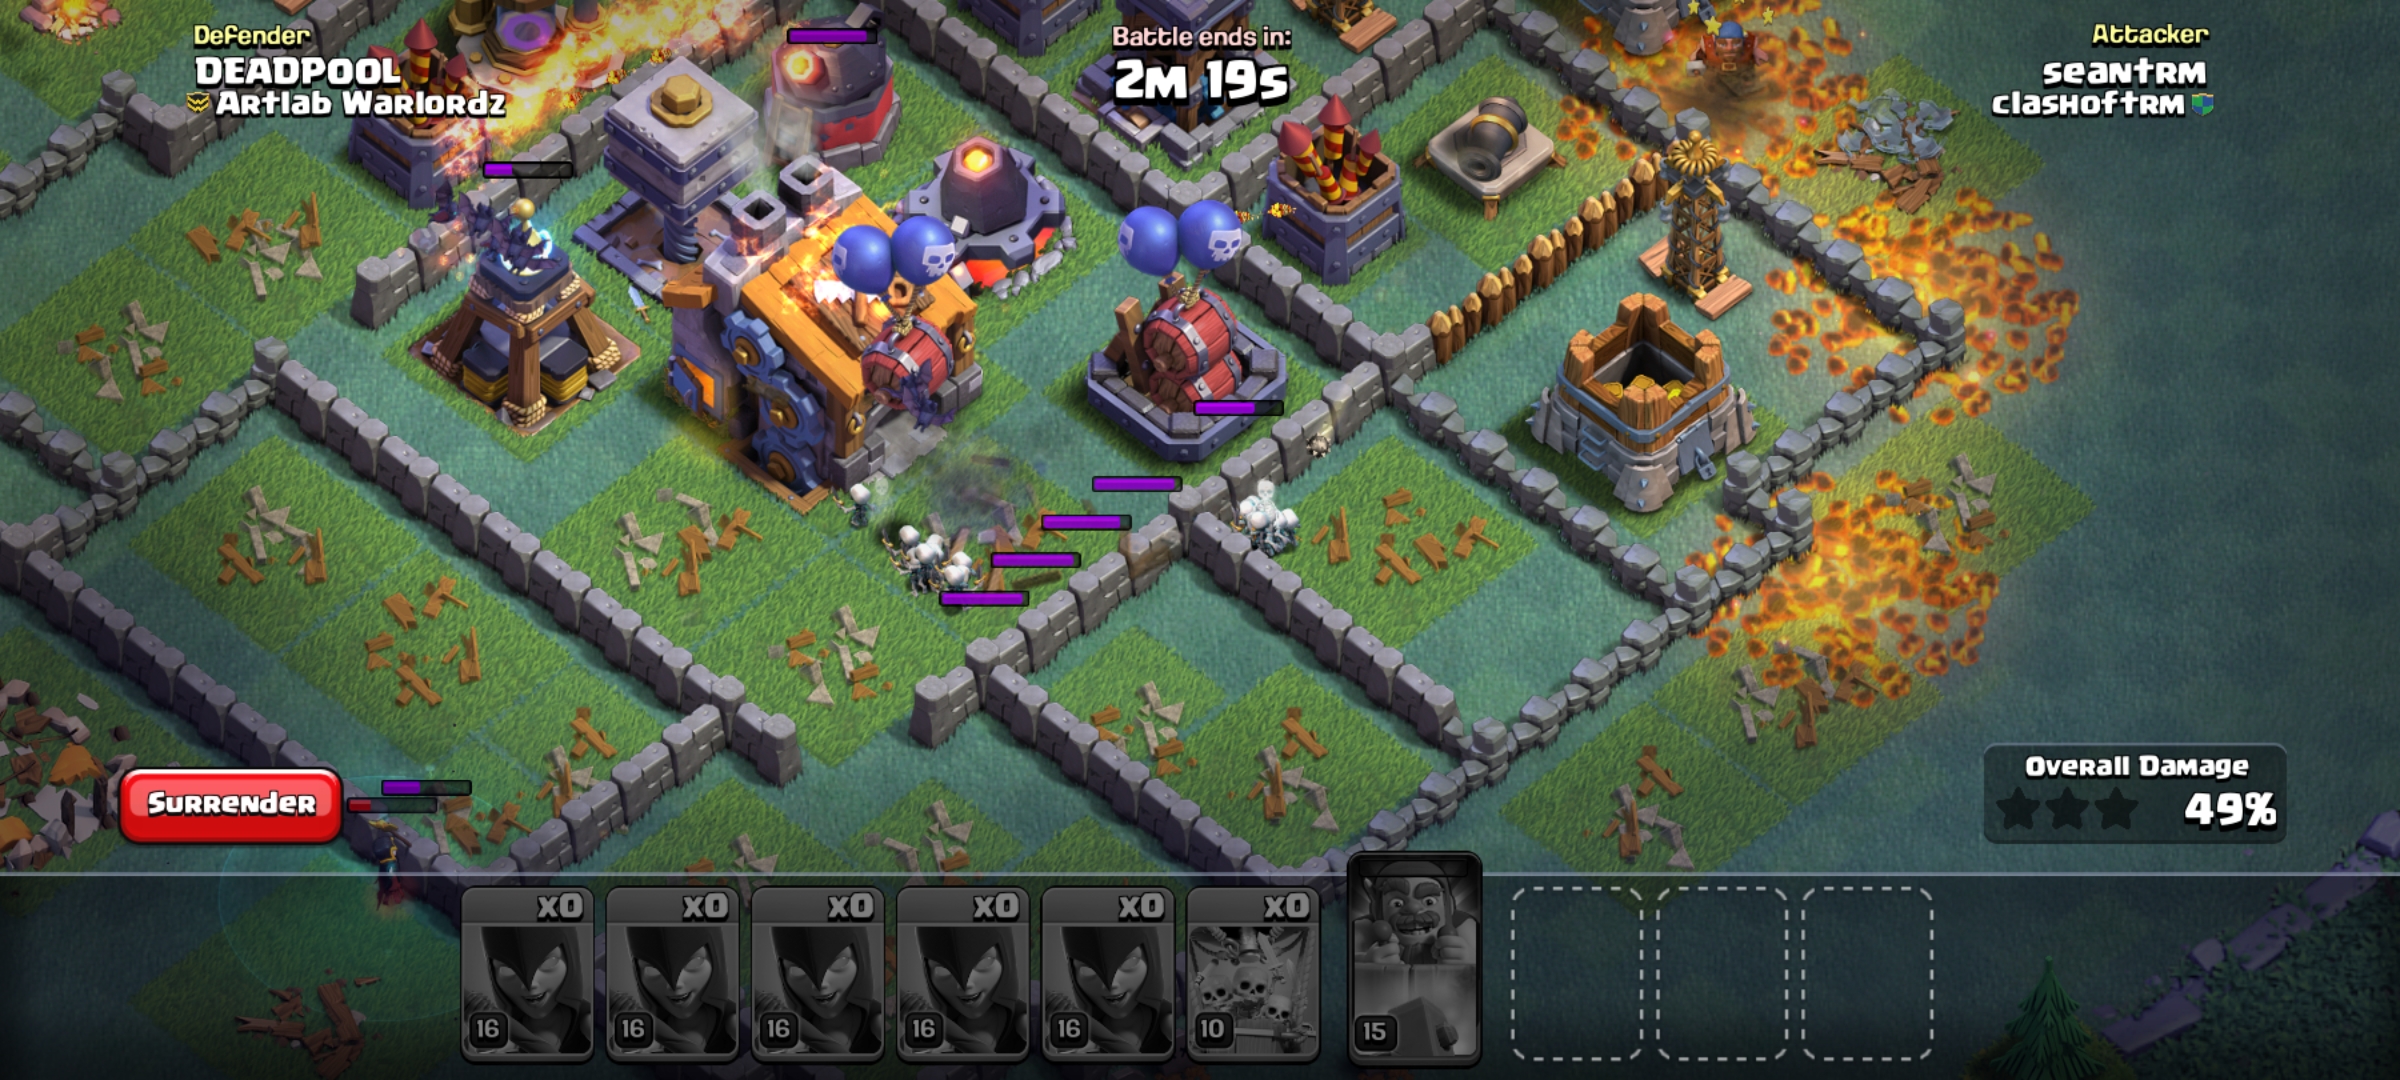 Defender
DEADPOOL
Artlab Warlordz
Battle ends in:
2M 19s
Attacker
seantrm
clashoftrm
Surrender
Overall Damage
49%
x0
x0
x0
x0
x0
x0
16
16
16
16
16
10
15